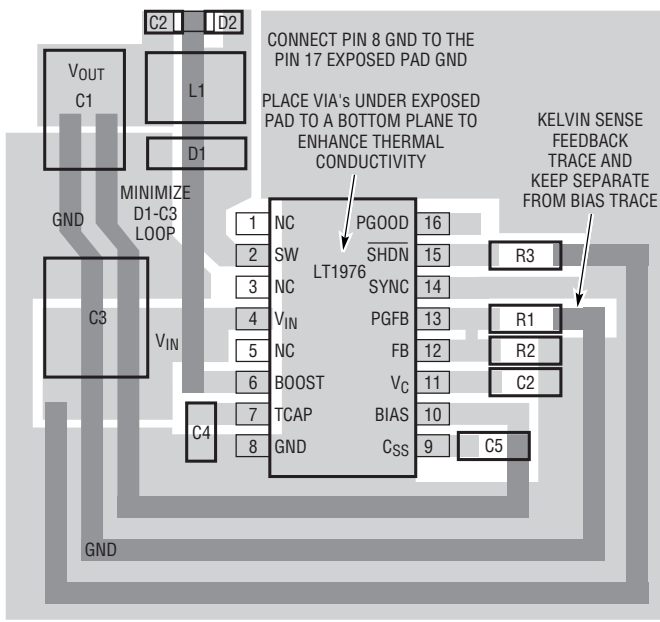 C2 D2
CONNECT PIN 8 GND TO THE
PIN 17 EXPOSED PAD GND
VOUT
C1
L1
PLACE VIA's UNDER EXPOSED
PAD TO A BOTTOM PLANE TO
ENHANCE THERMAL
CONDUCTIVITY
KELVIN SENSE
FEEDBACK
TRACE AND
KEEP SEPARATE
FROM BIAS TRACE
D1
MINIMIZE
D1-C3
LOOP
GND
C3
VIN
LT1976
1 NC PGOOD 16
2 SW SHDN 15 R3
3 NC SYNC 14
4 VIN PGFB 13 R1
5 NC FB 12 R2
6 BOOST VC 11 C2
7 TCAP BIAS 10
8 GND CSS 9 C5
C4
GND